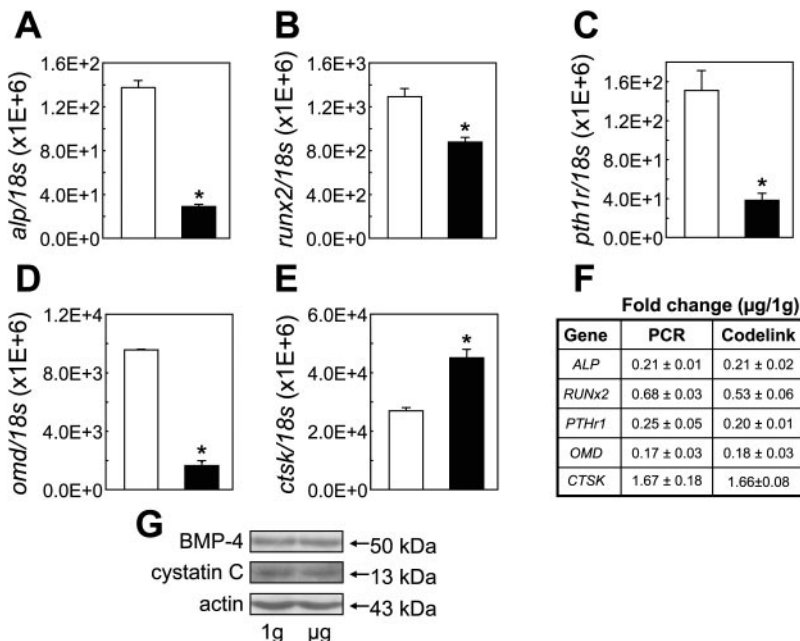 A
alp/18s (x1E+6)
1.6E+2
1.2E+2
8.0E+1
4.0E+1
0.0E+0
*
B
runx2/18s (x1E+6)
1.6E+3
1.2E+3
8.0E+2
4.0E+2
0.0E+0
*
C
pth1r/18s (x1E+6)
1.6E+2
1.2E+2
8.0E+1
4.0E+1
0.0E+0
*
D
omd/18s (x1E+6)
1.2E+4
9.0E+3
6.0E+3
3.0E+3
0.0E+0
*
E
ctsk/18s (x1E+6)
6.0E+4
4.0E+4
2.0E+4
0.0E+0
*
F
Fold change (µg/1g)
Gene PCR Codelink
ALP 0.21 ± 0.01 0.21 ± 0.02
RUNx2 0.68 ± 0.03 0.53 ± 0.06
PTHr1 0.25 ± 0.05 0.20 ± 0.01
OMD 0.17 ± 0.03 0.18 ± 0.03
CTSK 1.67 ± 0.18 1.66±0.08
G
BMP-4 ←50 kDa
cystatin C ←13 kDa
actin ←43 kDa
1g µg